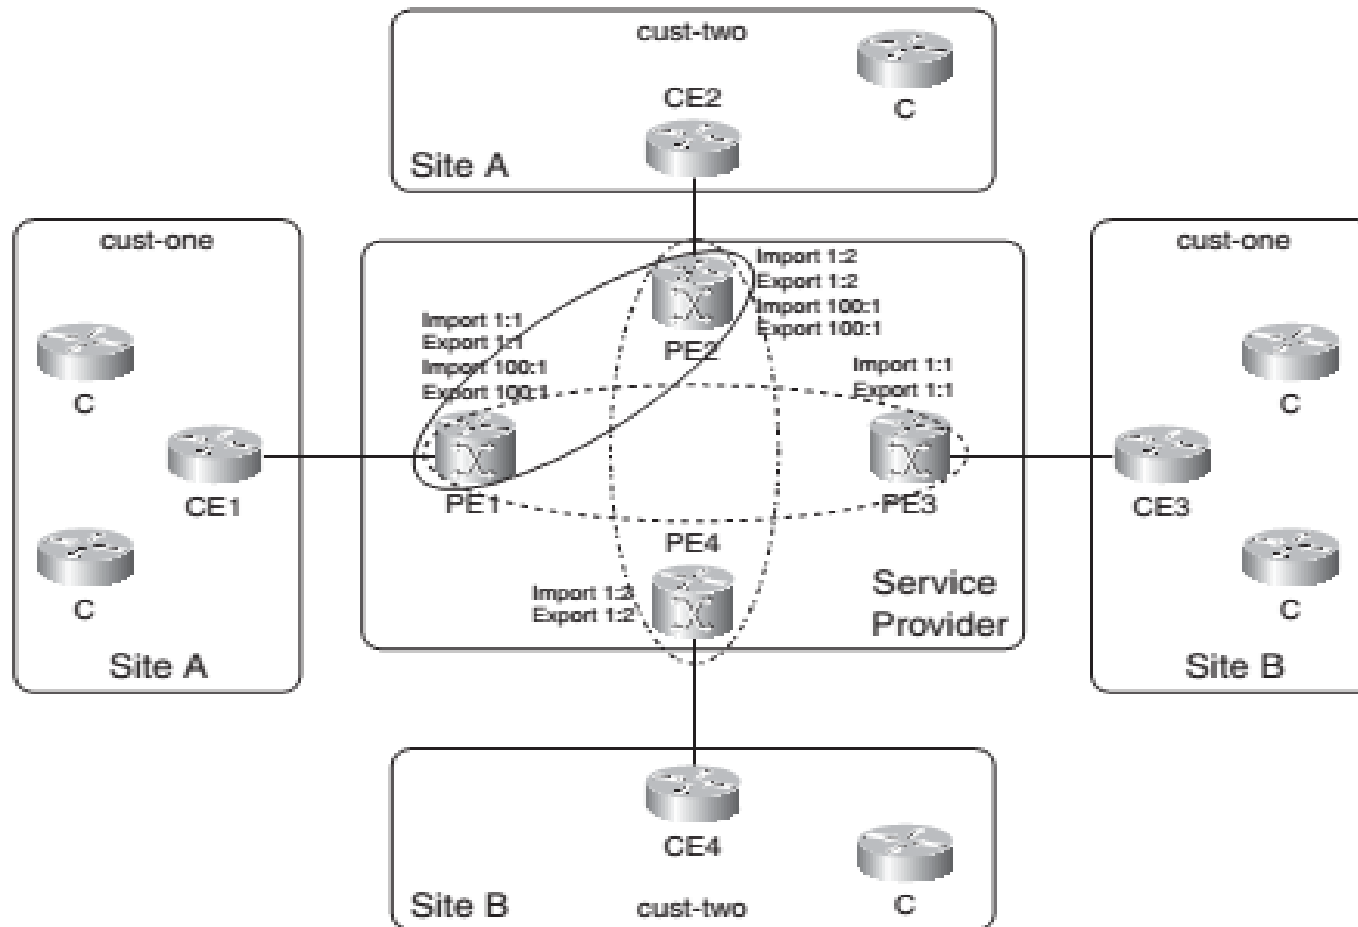 cust-two
C
CE2
Site A
cust-one
C
CE1
C
Site A
Import 1:1
Export 1:1
Import 100:1
Export 100:1
PE1
Import 1:2
Export 1:2
Import 100:1
Export 100:1
PE2
Import 1:1
Export 1:1
PE3
PE4
Import 1:2
Export 1:2
Service
Provider
cust-one
C
CE3
C
Site B
CE4
Site B
cust-two
C